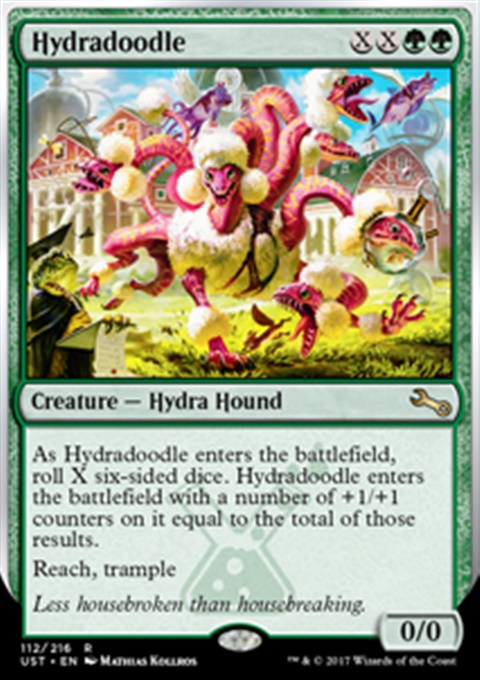 Hydradoodle XX
Creature — Hydra Hound
As Hydradoodle enters the battlefield,
roll X six-sided dice. Hydradoodle enters
the battlefield with a number of +1/+1
counters on it equal to the total of those
results.
Reach, trample
Less housebroken than housebreaking.
0/0
112/216 R
UST • EN Mathias Kollros
™ & © 2017 Wizards of the Coast